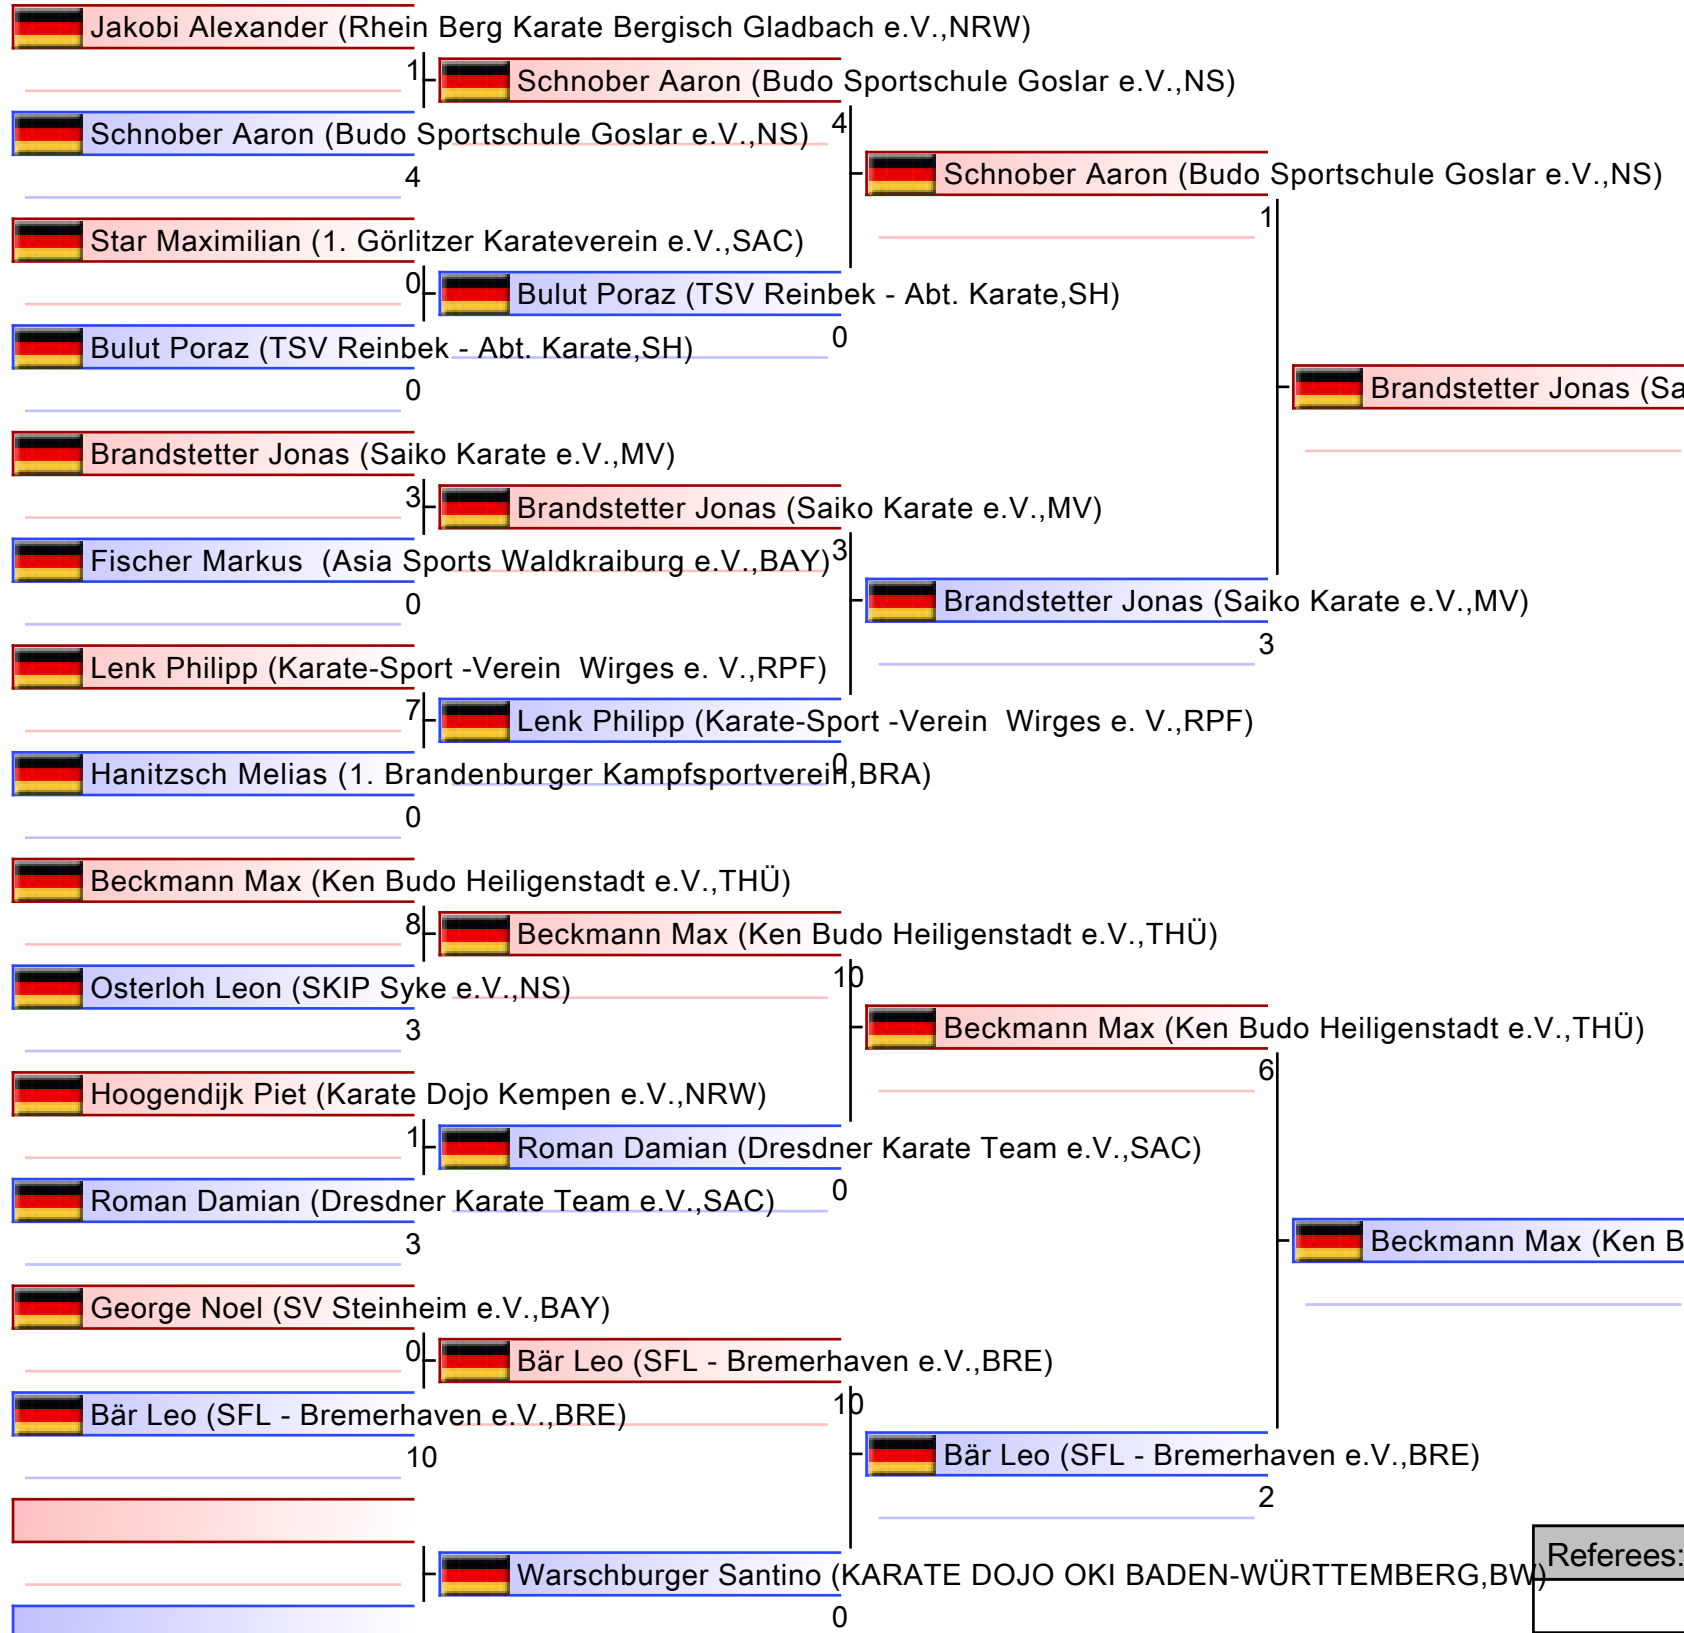 Jakobi Alexander (Rhein Berg Karate Bergisch Gladbach e.V.,NRW)
1
Schnober Aaron (Budo Sportschule Goslar e.V.,NS)
Schnober Aaron (Budo Sportschule Goslar e.V.,NS)
4
4
Schnober Aaron (Budo Sportschule Goslar e.V.,NS)
1
Star Maximilian (1. Görlitzer Karateverein e.V.,SAC)
0
Bulut Poraz (TSV Reinbek - Abt. Karate,SH)
0
Bulut Poraz (TSV Reinbek - Abt. Karate,SH)
0
Brandstetter Jonas (Sa
Brandstetter Jonas (Saiko Karate e.V.,MV)
3
Brandstetter Jonas (Saiko Karate e.V.,MV)
3
Fischer Markus  (Asia Sports Waldkraiburg e.V.,BAY)
0
Brandstetter Jonas (Saiko Karate e.V.,MV)
3
Lenk Philipp (Karate-Sport -Verein  Wirges e. V.,RPF)
7
Lenk Philipp (Karate-Sport -Verein  Wirges e. V.,RPF)
0
Hanitzsch Melias (1. Brandenburger Kampfsportverein,BRA)
0
Beckmann Max (Ken Budo Heiligenstadt e.V.,THÜ)
8
Beckmann Max (Ken Budo Heiligenstadt e.V.,THÜ)
10
Osterloh Leon (SKIP Syke e.V.,NS)
3
Beckmann Max (Ken Budo Heiligenstadt e.V.,THÜ)
6
Hoogendijk Piet (Karate Dojo Kempen e.V.,NRW)
1
Roman Damian (Dresdner Karate Team e.V.,SAC)
0
Roman Damian (Dresdner Karate Team e.V.,SAC)
3
Beckmann Max (Ken B
George Noel (SV Steinheim e.V.,BAY)
0
Bär Leo (SFL - Bremerhaven e.V.,BRE)
10
Bär Leo (SFL - Bremerhaven e.V.,BRE)
10
Bär Leo (SFL - Bremerhaven e.V.,BRE)
2
Warschburger Santino (KARATE DOJO OKI BADEN-WÜRTTEMBERG,BW)
0
Referees: